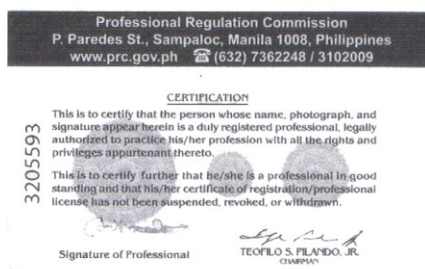 Professional Regulation Commission
P. Paredes St., Sampaloc, Manila 1008, Philippines
www.prc.gov.ph ☎ (632) 7362248 / 3102009
CERTIFICATION
This is to certify that the person whose name, photograph, and
signature appear herein is a duly registered professional, legally
authorized to practice his/her profession with all the rights and
privileges appurtenant thereto.
This is to certify further that he/she is a professional in good
standing and that his/her certificate of registration/professional
license has not been suspended, revoked, or withdrawn.
3205593
Signature of Professional
TEOFILO S. PILANDO, JR.
CHAIRMAN